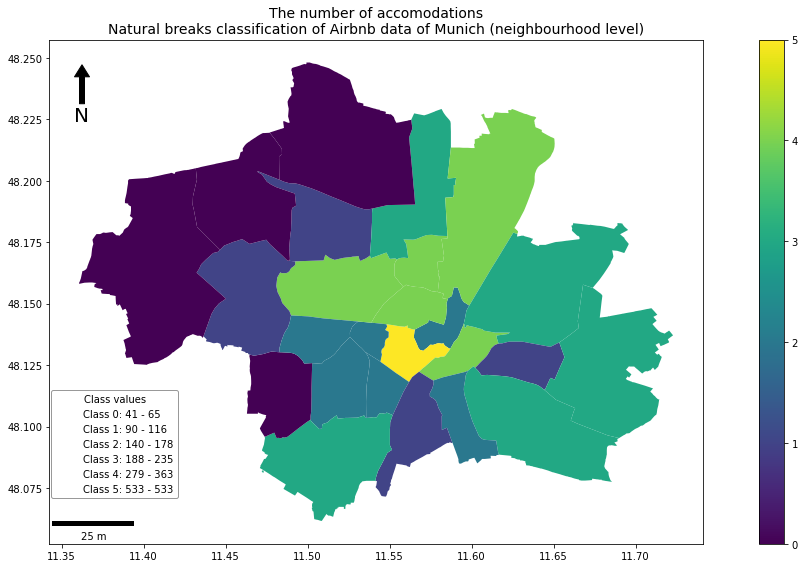 The number of accomodations
Natural breaks classification of Airbnb data of Munich (neighbourhood level)
48.250
48.225
48.200
48.175
48.150
48.125
48.100
48.075
N
Class values
Class 0: 41 - 65
Class 1: 90 - 116
Class 2: 140 - 178
Class 3: 188 - 235
Class 4: 279 - 363
Class 5: 533 - 533
25 m
11.35 11.40 11.45 11.50 11.55 11.60 11.65 11.70
5
4
3
2
1
0